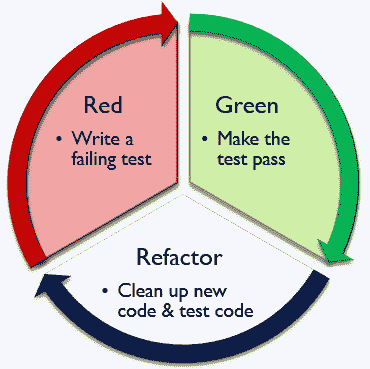 Red
• Write a
failing test
Green
• Make the
test pass
Refactor
• Clean up new
code & test code